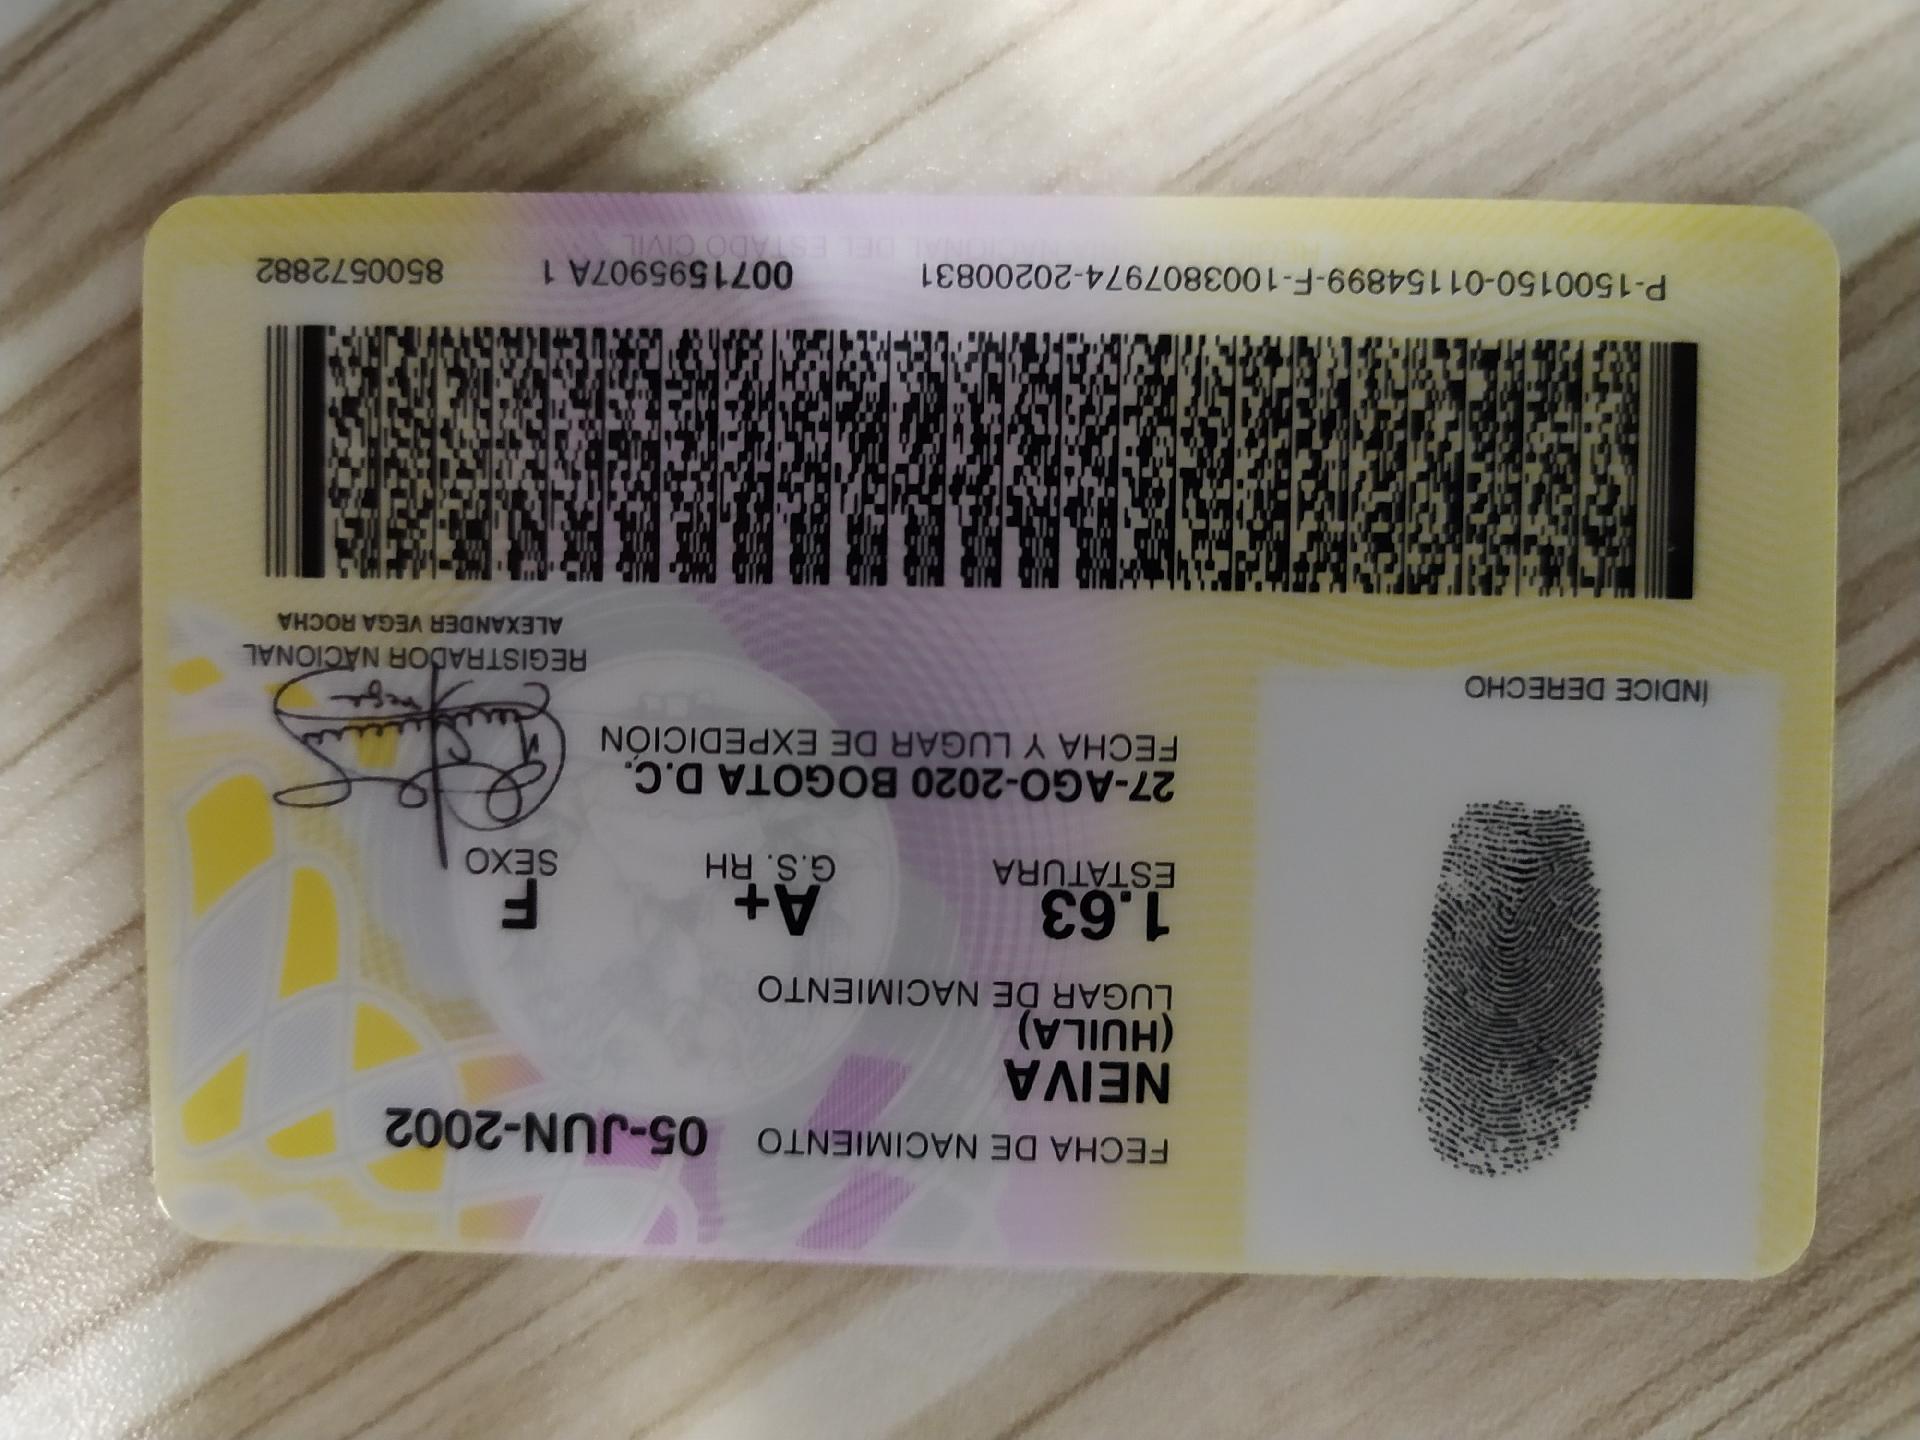 FECHA DE NACIMIENTO 05-JUN-2002
NEIVA
(HUILA)
LUGAR DE NACIMIENTO
1.63 A+ F
ESTATURA G.S. RH SEXO
27-AGO-2020 BOGOTA D.C.
FECHA Y LUGAR DE EXPEDICIÓN
ÍNDICE DERECHO
REGISTRADOR NACIONAL
ALEXANDER VEGA ROCHA
P-1500150-01154899-F-1003807974-20200831 0071595907A 1 8500572882
REGISTRADURIA NACIONAL DEL ESTADO CIVIL